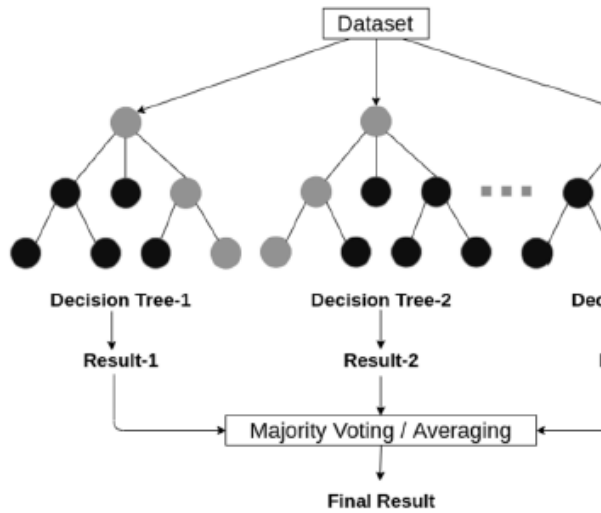 Dataset
Decision Tree-1
Decision Tree-2
Result-1
Result-2
Majority Voting / Averaging
Final Result